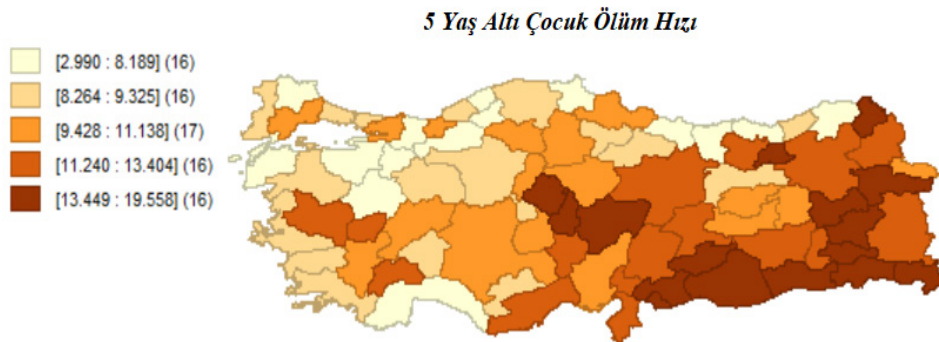 5 Yaş Altı Çocuk Ölüm Hızı
[2.990 : 8.189] (16)
[8.264 : 9.325] (16)
[9.428 : 11.138] (17)
[11.240 : 13.404] (16)
[13.449 : 19.558] (16)